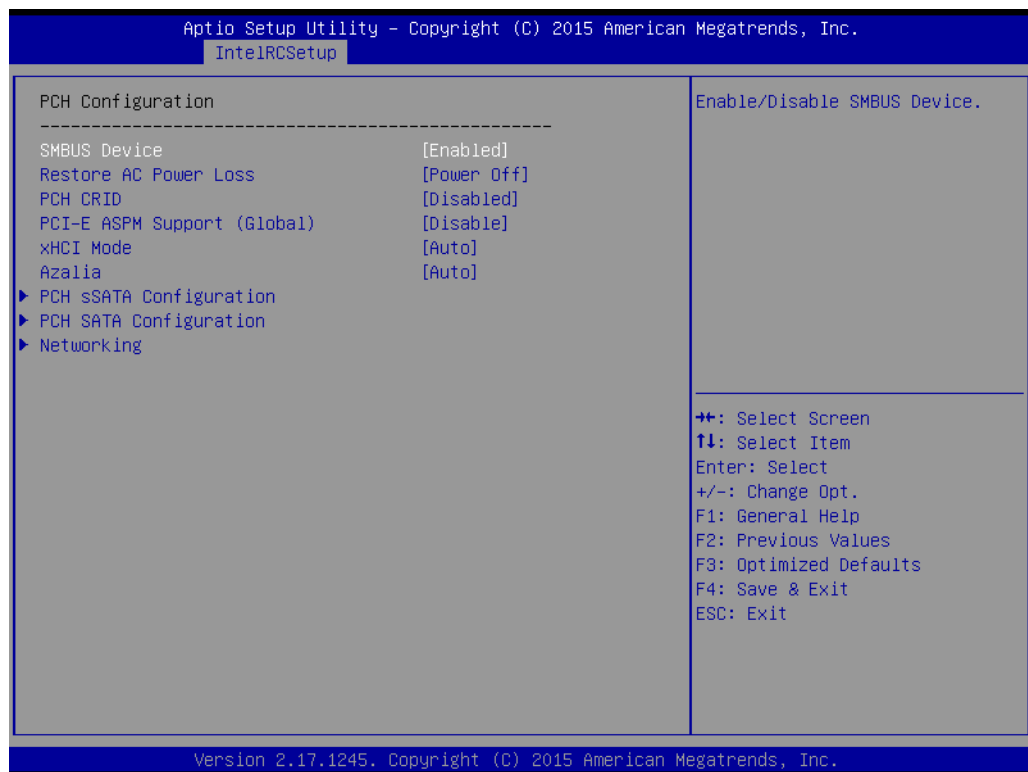 Aptio Setup Utility – Copyright (C) 2015 American Megatrends, Inc.
IntelRCSetup
PCH Configuration
--------------------------------------------------
SMBUS Device [Enabled]
Restore AC Power Loss [Power Off]
PCH CRID [Disabled]
PCI-E ASPM Support (Global) [Disable]
xHCI Mode [Auto]
Azalia [Auto]
PCH sSATA Configuration
PCH SATA Configuration
Networking
Enable/Disable SMBUS Device.
→←: Select Screen
↑↓: Select Item
Enter: Select
+/-: Change Opt.
F1: General Help
F2: Previous Values
F3: Optimized Defaults
F4: Save & Exit
ESC: Exit
Version 2.17.1245. Copyright (C) 2015 American Megatrends, Inc.